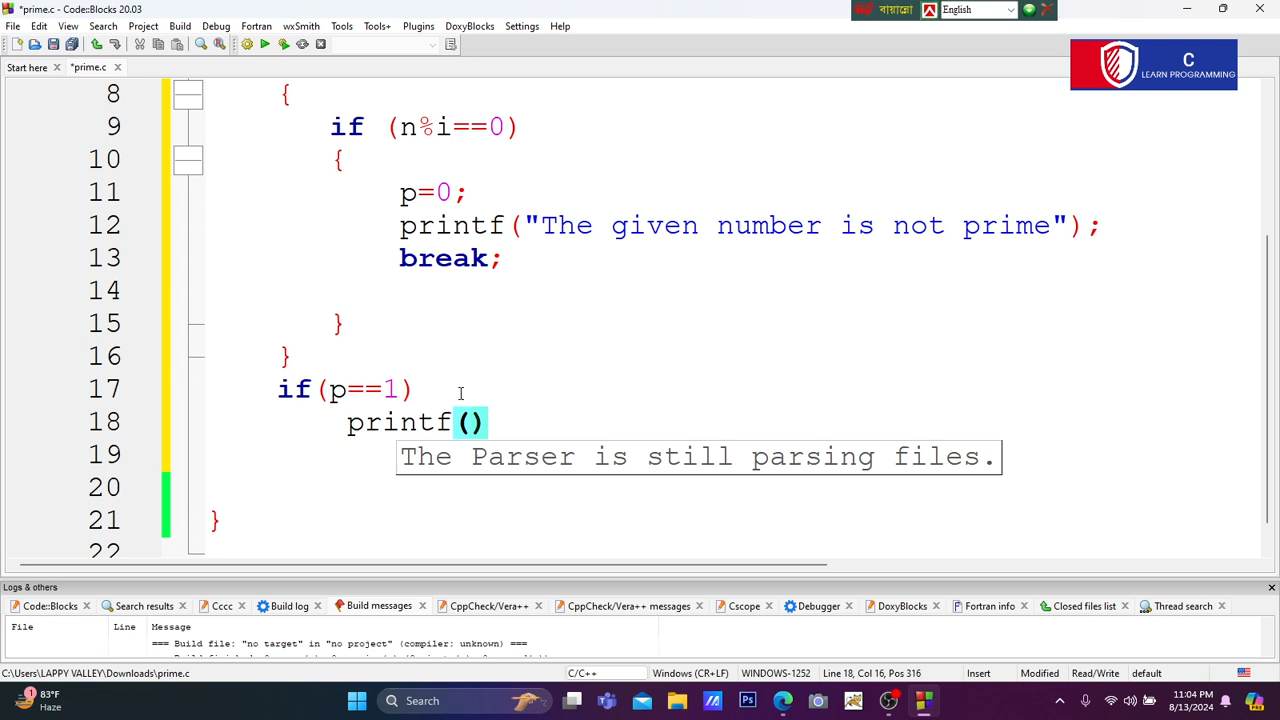 *prime.c - Code::Blocks 20.03
বায়ান্নো
English
File Edit View Search Project Build Debug Fortran wxSmith Tools Tools+ Plugins DoxyBlocks Settings Help
Start here *prime.c
C
LEARN PROGRAMMING
8 {
9 if (n%i==0)
10 {
11 p=0;
12 printf("The given number is not prime");
13 break;
14
15 }
16 }
17 if(p==1)
18 printf()
19 The Parser is still parsing files.
20
21 }
22
Logs & others
Code::Blocks Search results Cccc Build log Build messages CppCheck/Vera++ CppCheck/Vera++ messages Cscope Debugger DoxyBlocks Fortran info Closed files list Thread search
File Line Message
=== Build file: "no target" in "no project" (compiler: unknown) ===
C:\Users\LAPPY VALLEY\Downloads\prime.c C/C++ Windows (CR+LF) WINDOWS-1252 Line 18, Col 16, Pos 316 Insert Modified Read/Write default
1
83°F
Haze
Search
11:04 PM
8/13/2024